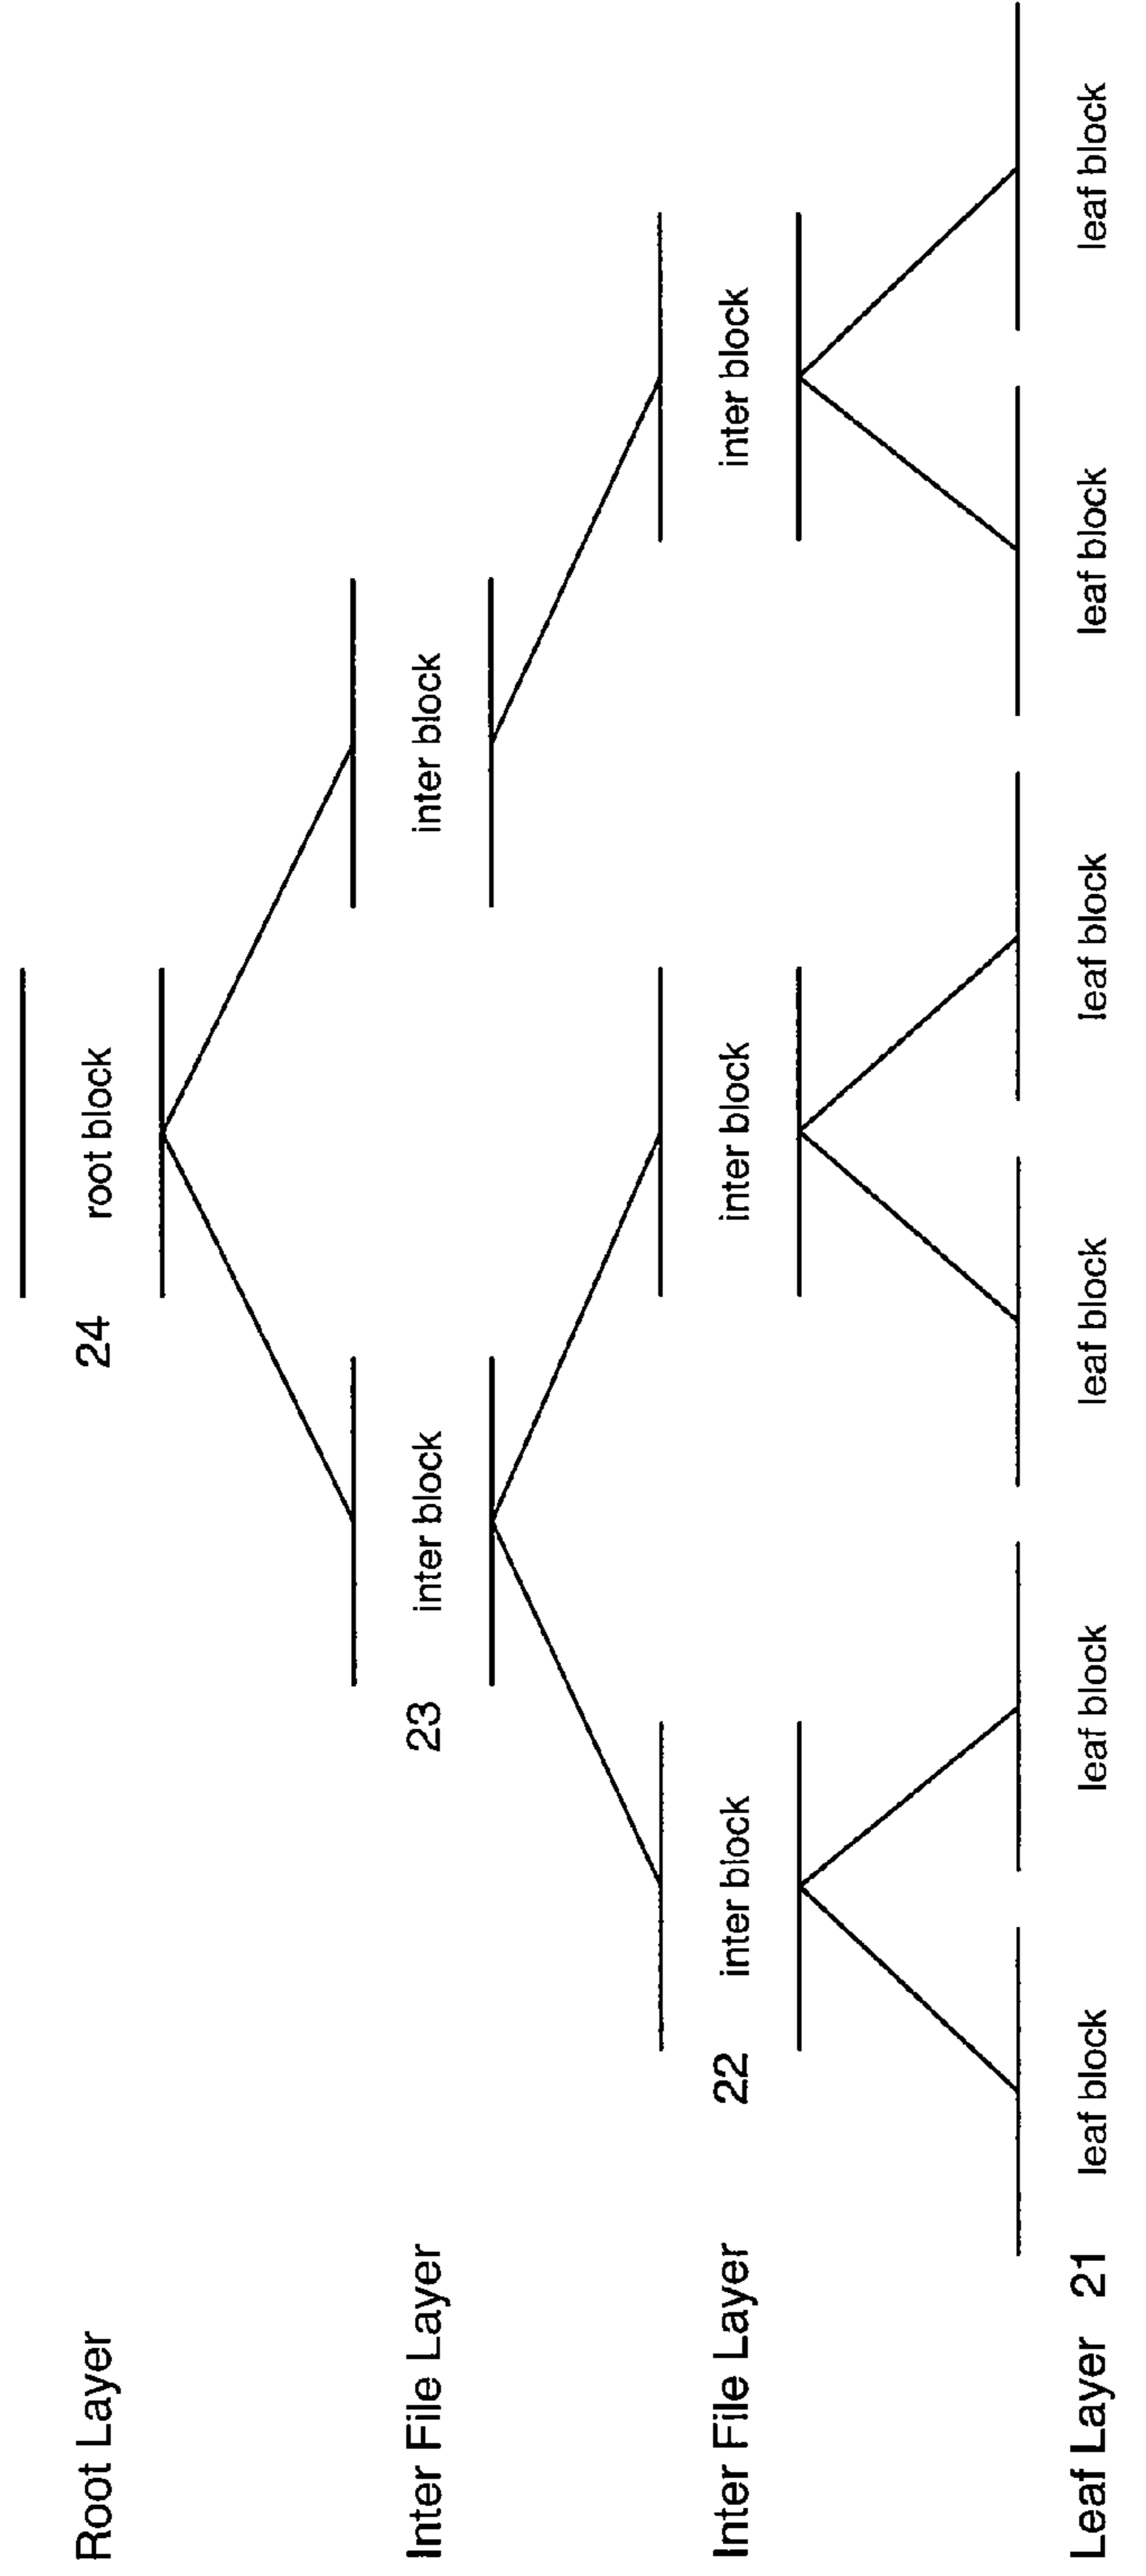 Root Layer 24 root block
Inter File Layer 23 inter block inter block
Inter File Layer 22 inter block inter block inter block
Leaf Layer 21 leaf block leaf block leaf block leaf block leaf block leaf block